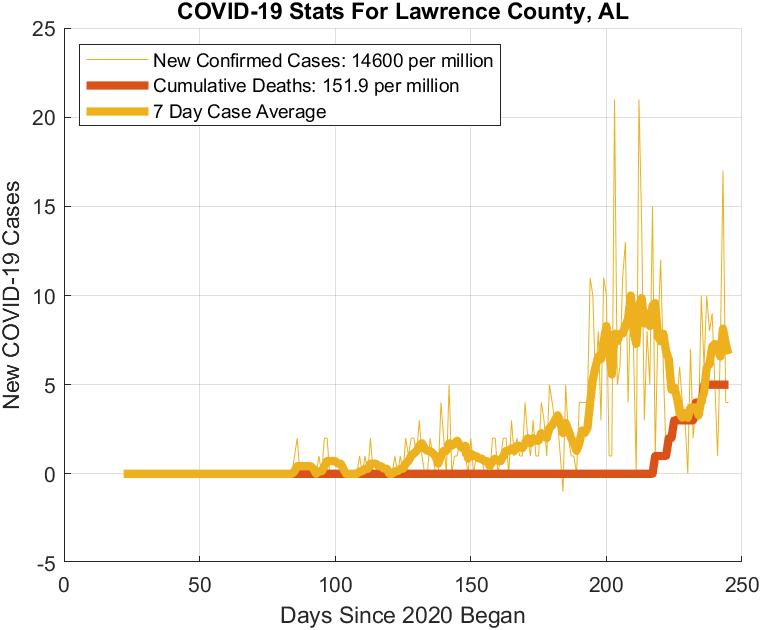 COVID-19 Stats For Lawrence County, AL
25
20
15
10
5
0
-5
New COVID-19 Cases
New Confirmed Cases: 14600 per million
Cumulative Deaths: 151.9 per million
7 Day Case Average
0 50 100 150 200 250
Days Since 2020 Began